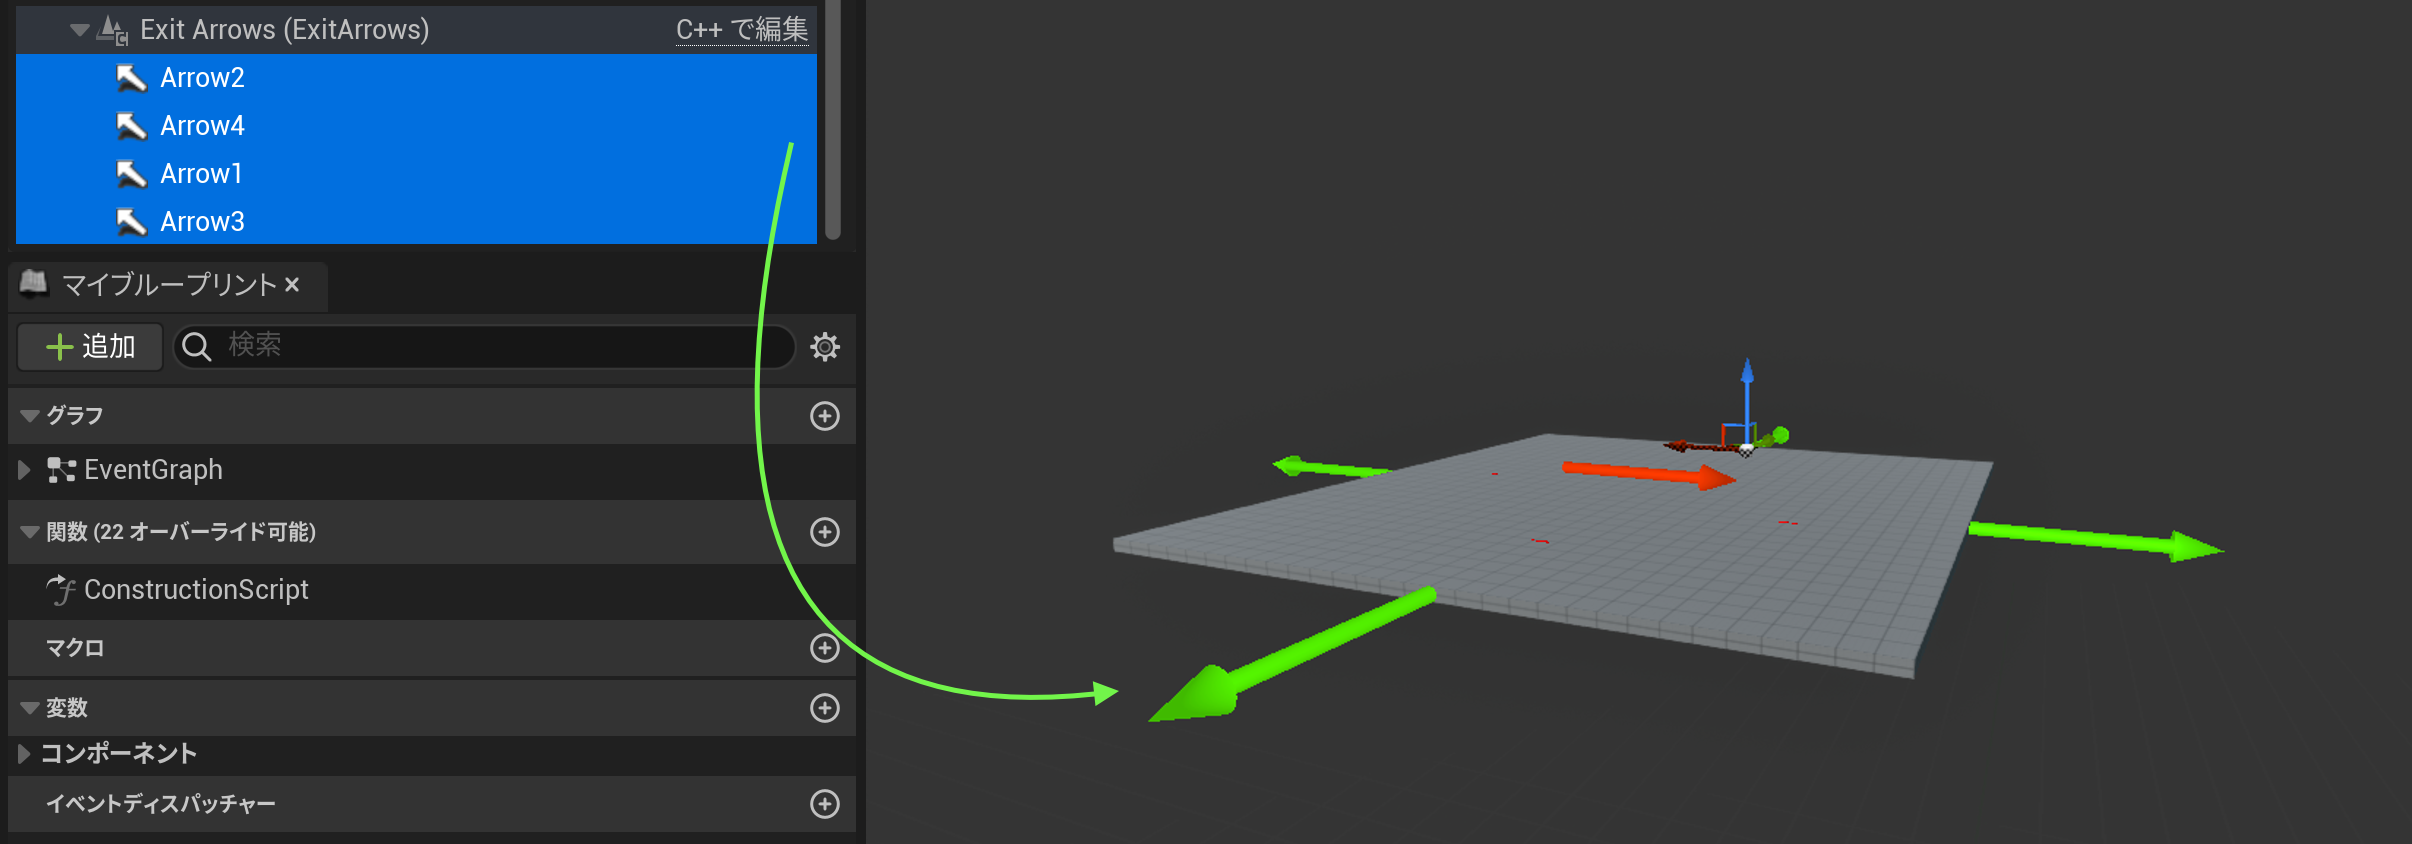 Exit Arrows (ExitArrows) C++ で編集
Arrow2
Arrow4
Arrow1
Arrow3
マイブループリント
追加 検索
グラフ
EventGraph
関数 (22 オーバーライド可能)
ConstructionScript
マクロ
変数
コンポーネント
イベントディスパッチャー